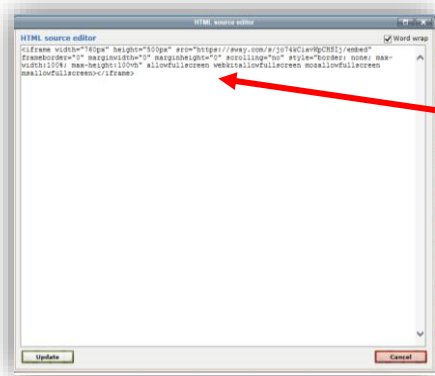 HTML source editor
HTML source editor
Word wrap
<iframe width="760px" height="500px" src="https://sway.com/s/
frameborder="0" marginwidth="0" marginheight="0" scrolling="no" style="border: none; max-
width:100%; max-height:100vh" allowfullscreen webkitallowfullscreen mozallowfullscreen
msallowfullscreen></iframe>
Update
Cancel